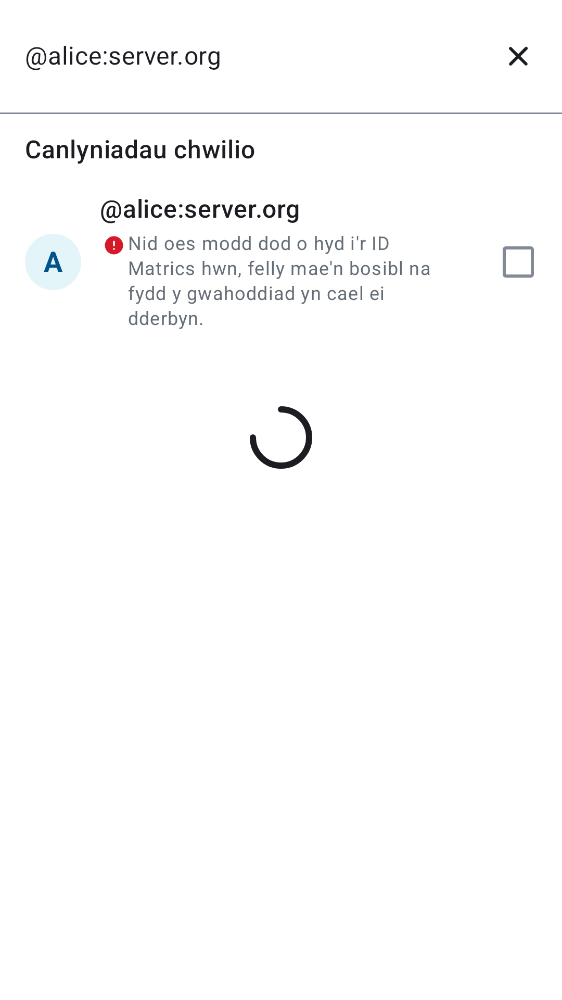 @alice:server.org
Canlyniadau chwilio
@alice:server.org
A
Nid oes modd dod o hyd i'r ID
Matrics hwn, felly mae'n bosibl na
fydd y gwahoddiad yn cael ei
dderbyn.